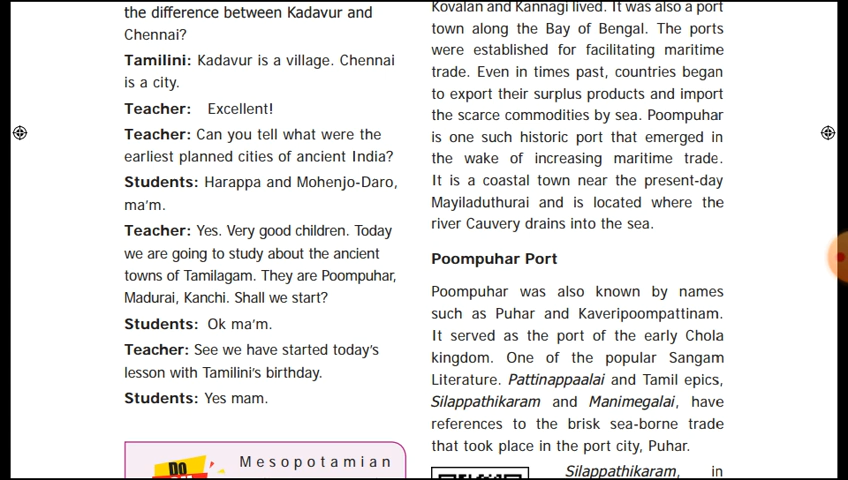 the difference between Kadavur and
Chennai?
Tamilini: Kadavur is a village. Chennai
is a city.
Teacher: Excellent!
Teacher: Can you tell what were the
earliest planned cities of ancient India?
Students: Harappa and Mohenjo-Daro,
ma'm.
Teacher: Yes. Very good children. Today
we are going to study about the ancient
towns of Tamilagam. They are Poompuhar,
Madurai, Kanchi. Shall we start?
Students: Ok ma'm.
Teacher: See we have started today's
lesson with Tamilini's birthday.
Students: Yes mam.
DO
Mesopotamian
Kovalan and Kannagi lived. It was also a port
town along the Bay of Bengal. The ports
were established for facilitating maritime
trade. Even in times past, countries began
to export their surplus products and import
the scarce commodities by sea. Poompuhar
is one such historic port that emerged in
the wake of increasing maritime trade.
It is a coastal town near the present-day
Mayiladuthurai and is located where the
river Cauvery drains into the sea.
Poompuhar Port
Poompuhar was also known by names
such as Puhar and Kaveripoompattinam.
It served as the port of the early Chola
kingdom. One of the popular Sangam
Literature. Pattinappaalai and Tamil epics,
Silappathikaram and Manimegalai, have
references to the brisk sea-borne trade
that took place in the port city, Puhar.
Silappathikaram, in